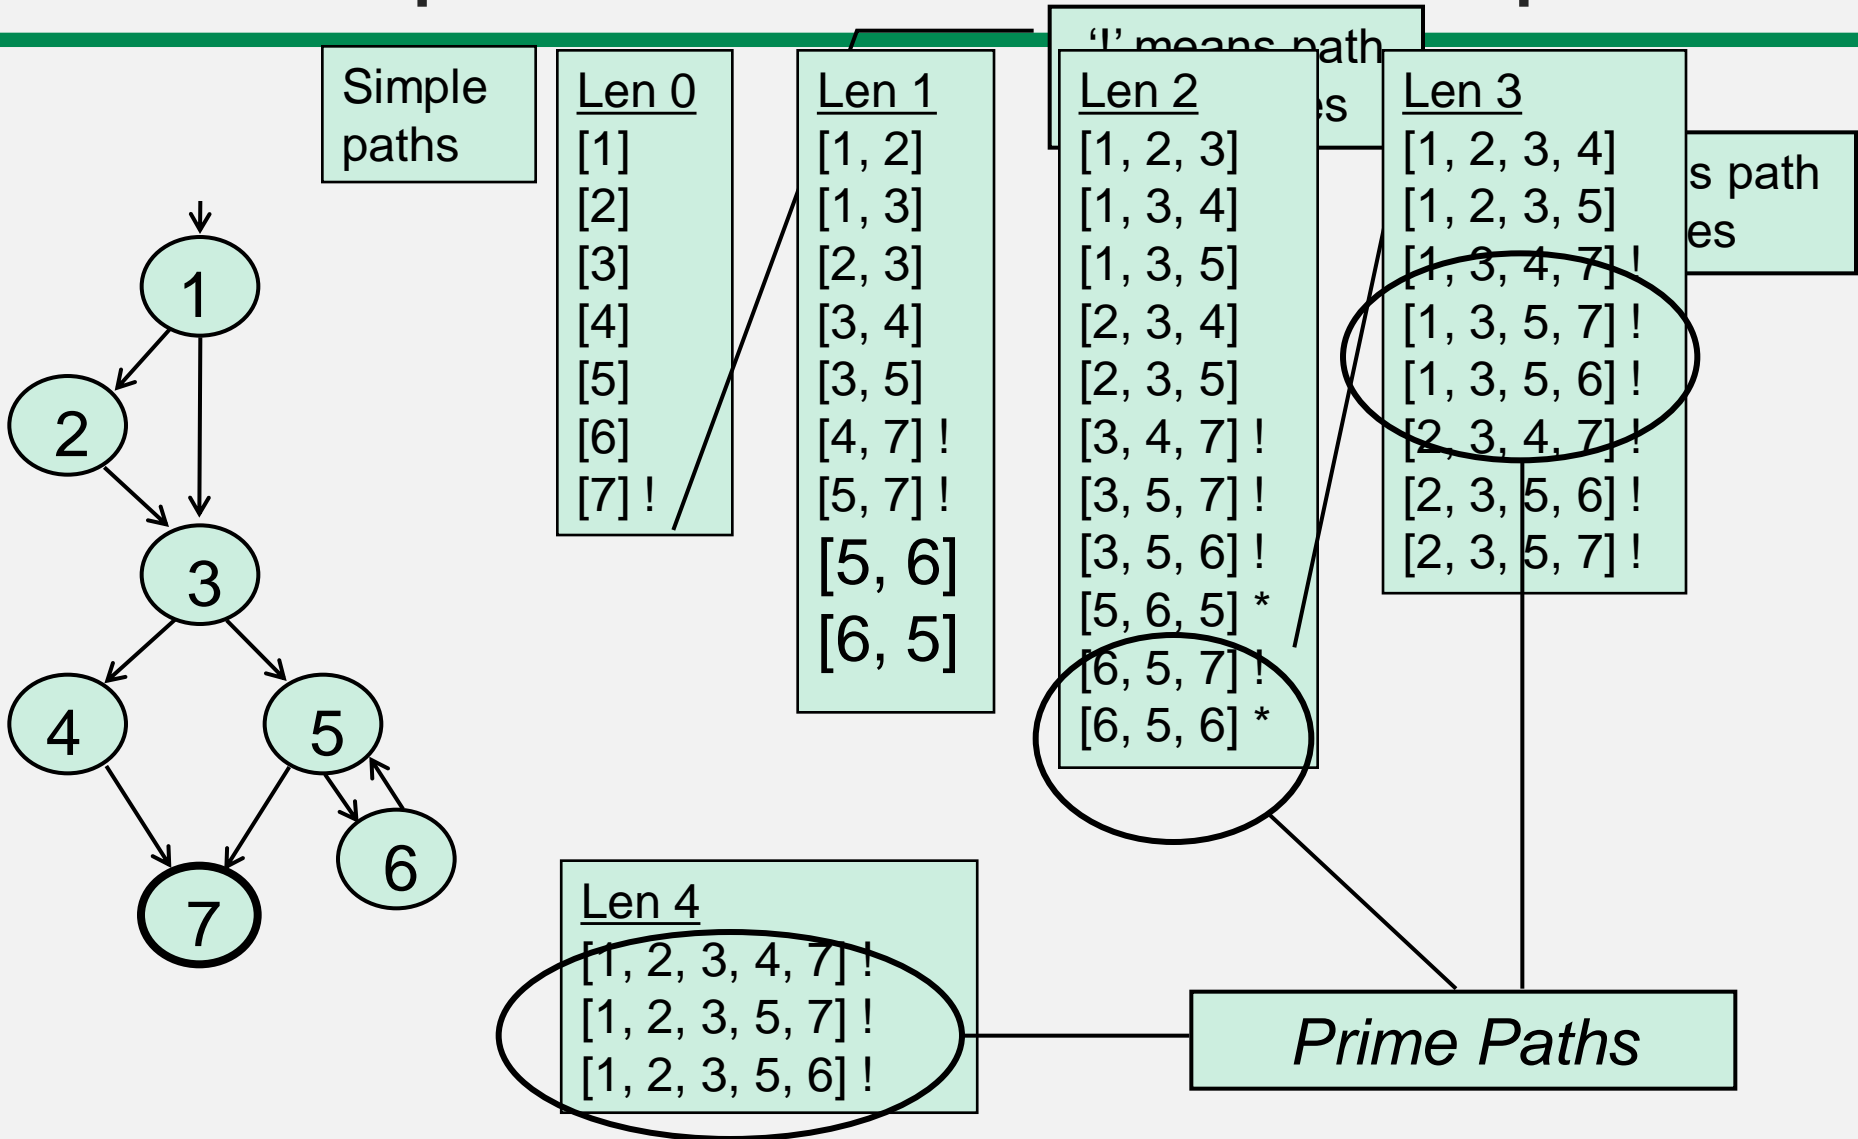 Simple
paths
Len 0
[1]
[2]
[3]
[4]
[5]
[6]
[7] !
Len 1
[1, 2]
[1, 3]
[2, 3]
[3, 4]
[3, 5]
[4, 7] !
[5, 7] !
[5, 6]
[6, 5]
‘!’ means path
Len 2
[1, 2, 3]
[1, 3, 4]
[1, 3, 5]
[2, 3, 4]
[2, 3, 5]
[3, 4, 7] !
[3, 5, 7] !
[3, 5, 6] !
[5, 6, 5] *
[6, 5, 7] !
[6, 5, 6] *
Len 3
[1, 2, 3, 4]
[1, 2, 3, 5]
[1, 3, 4, 7] !
[1, 3, 5, 7] !
[1, 3, 5, 6] !
[2, 3, 4, 7] !
[2, 3, 5, 6] !
[2, 3, 5, 7] !
path
1
2
3
4
5
6
7
Len 4
[1, 2, 3, 4, 7] !
[1, 2, 3, 5, 7] !
[1, 2, 3, 5, 6] !
Prime Paths